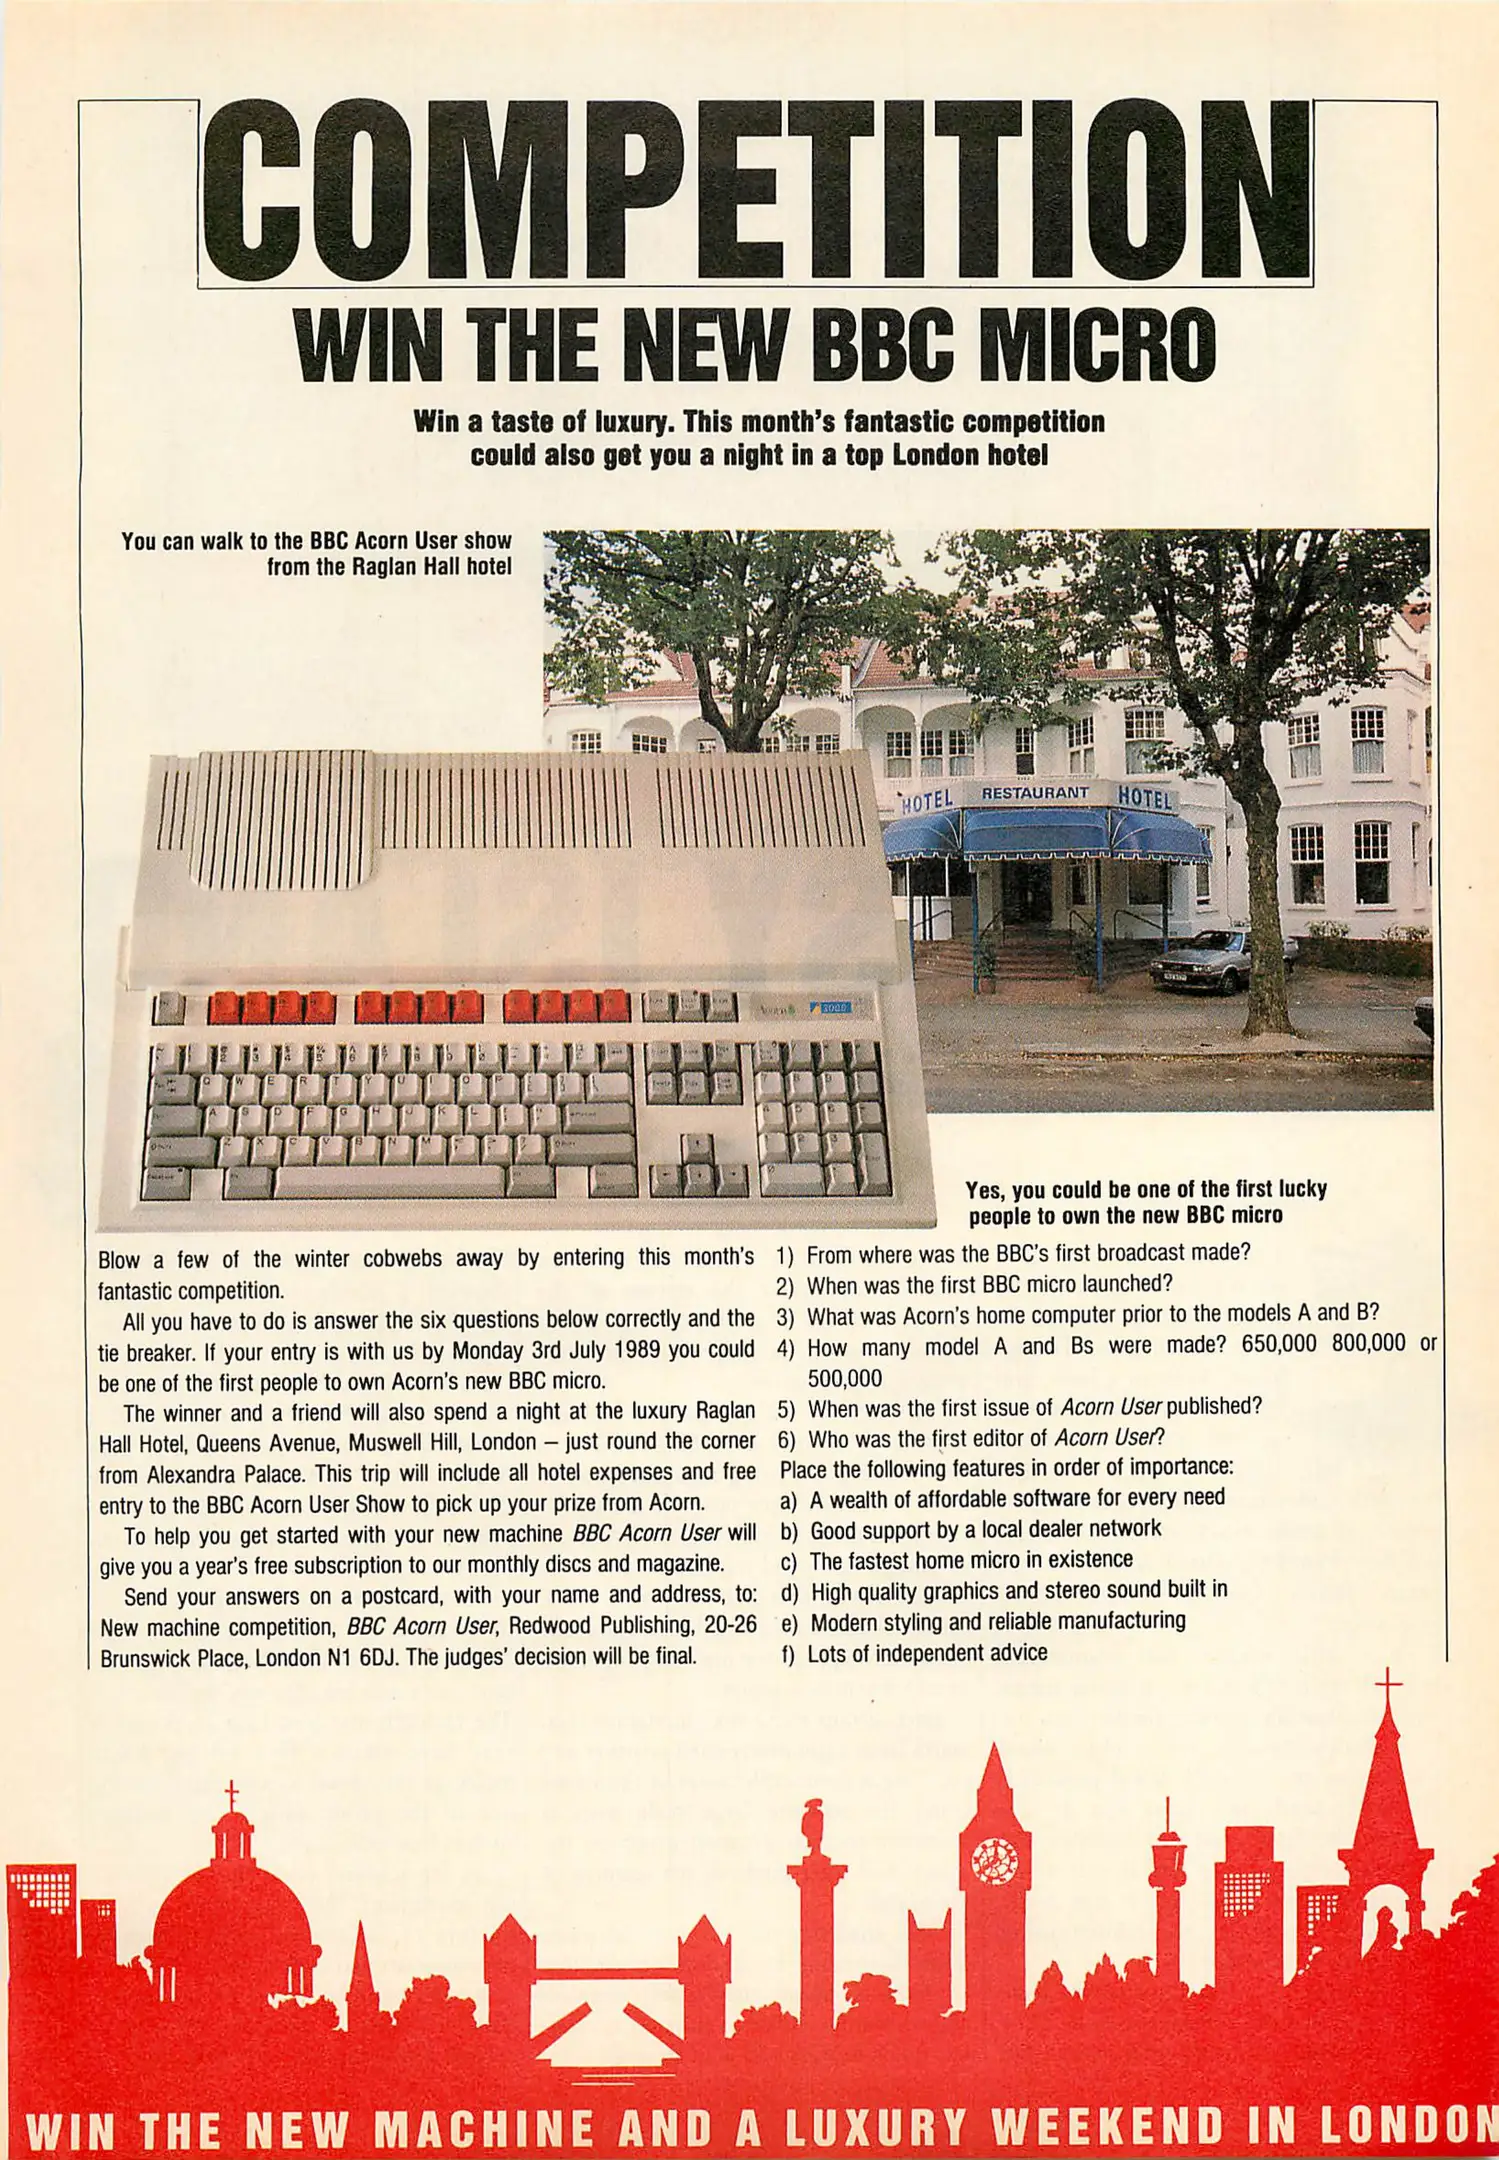 COMPETITION
WIN THE NEW BBC MICRO
Win a taste of luxury. This month's fantastic competition
could also get you a night in a top London hotel
You can walk to the BBC Acorn User show
from the Raglan Hall hotel
HOTEL RESTAURANT HOTEL
Yes, you could be one of the first lucky
people to own the new BBC micro
Blow a few of the winter cobwebs away by entering this month's
fantastic competition.
All you have to do is answer the six questions below correctly and the
tie breaker. If your entry is with us by Monday 3rd July 1989 you could
be one of the first people to own Acorn's new BBC micro.
The winner and a friend will also spend a night at the luxury Raglan
Hall Hotel, Queens Avenue, Muswell Hill, London – just round the corner
from Alexandra Palace. This trip will include all hotel expenses and free
entry to the BBC Acorn User Show to pick up your prize from Acorn.
To help you get started with your new machine BBC Acorn User will
give you a year's free subscription to our monthly discs and magazine.
Send your answers on a postcard, with your name and address, to:
New machine competition, BBC Acorn User, Redwood Publishing, 20-26
Brunswick Place, London N1 6DJ. The judges' decision will be final.
1) From where was the BBC's first broadcast made?
2) When was the first BBC micro launched?
3) What was Acorn's home computer prior to the models A and B?
4) How many model A and Bs were made? 650,000 800,000 or
500,000
5) When was the first issue of Acorn User published?
6) Who was the first editor of Acorn User?
Place the following features in order of importance:
a) A wealth of affordable software for every need
b) Good support by a local dealer network
c) The fastest home micro in existence
d) High quality graphics and stereo sound built in
e) Modern styling and reliable manufacturing
f) Lots of independent advice
WIN THE NEW MACHINE AND A LUXURY WEEKEND IN LONDON